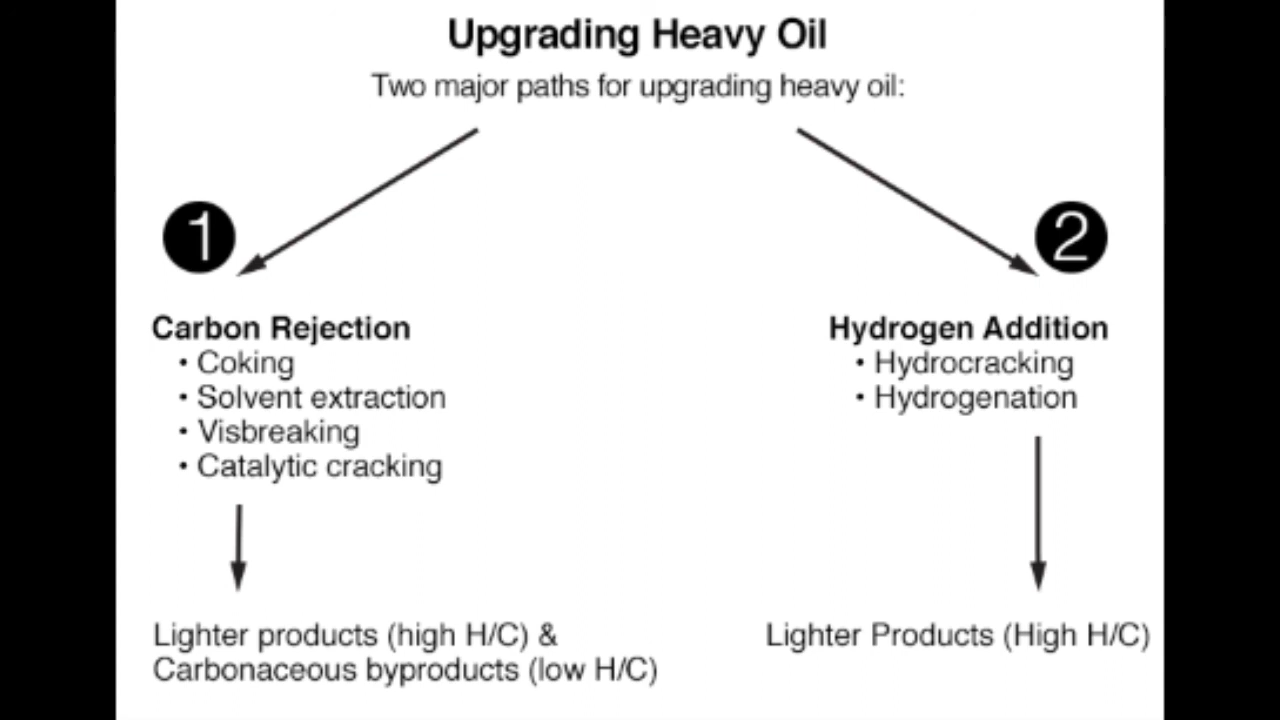 Upgrading Heavy Oil
Two major paths for upgrading heavy oil:
1
Carbon Rejection
• Coking
• Solvent extraction
• Visbreaking
• Catalytic cracking
Lighter products (high H/C) &
Carbonaceous byproducts (low H/C)
2
Hydrogen Addition
• Hydrocracking
• Hydrogenation
Lighter Products (High H/C)